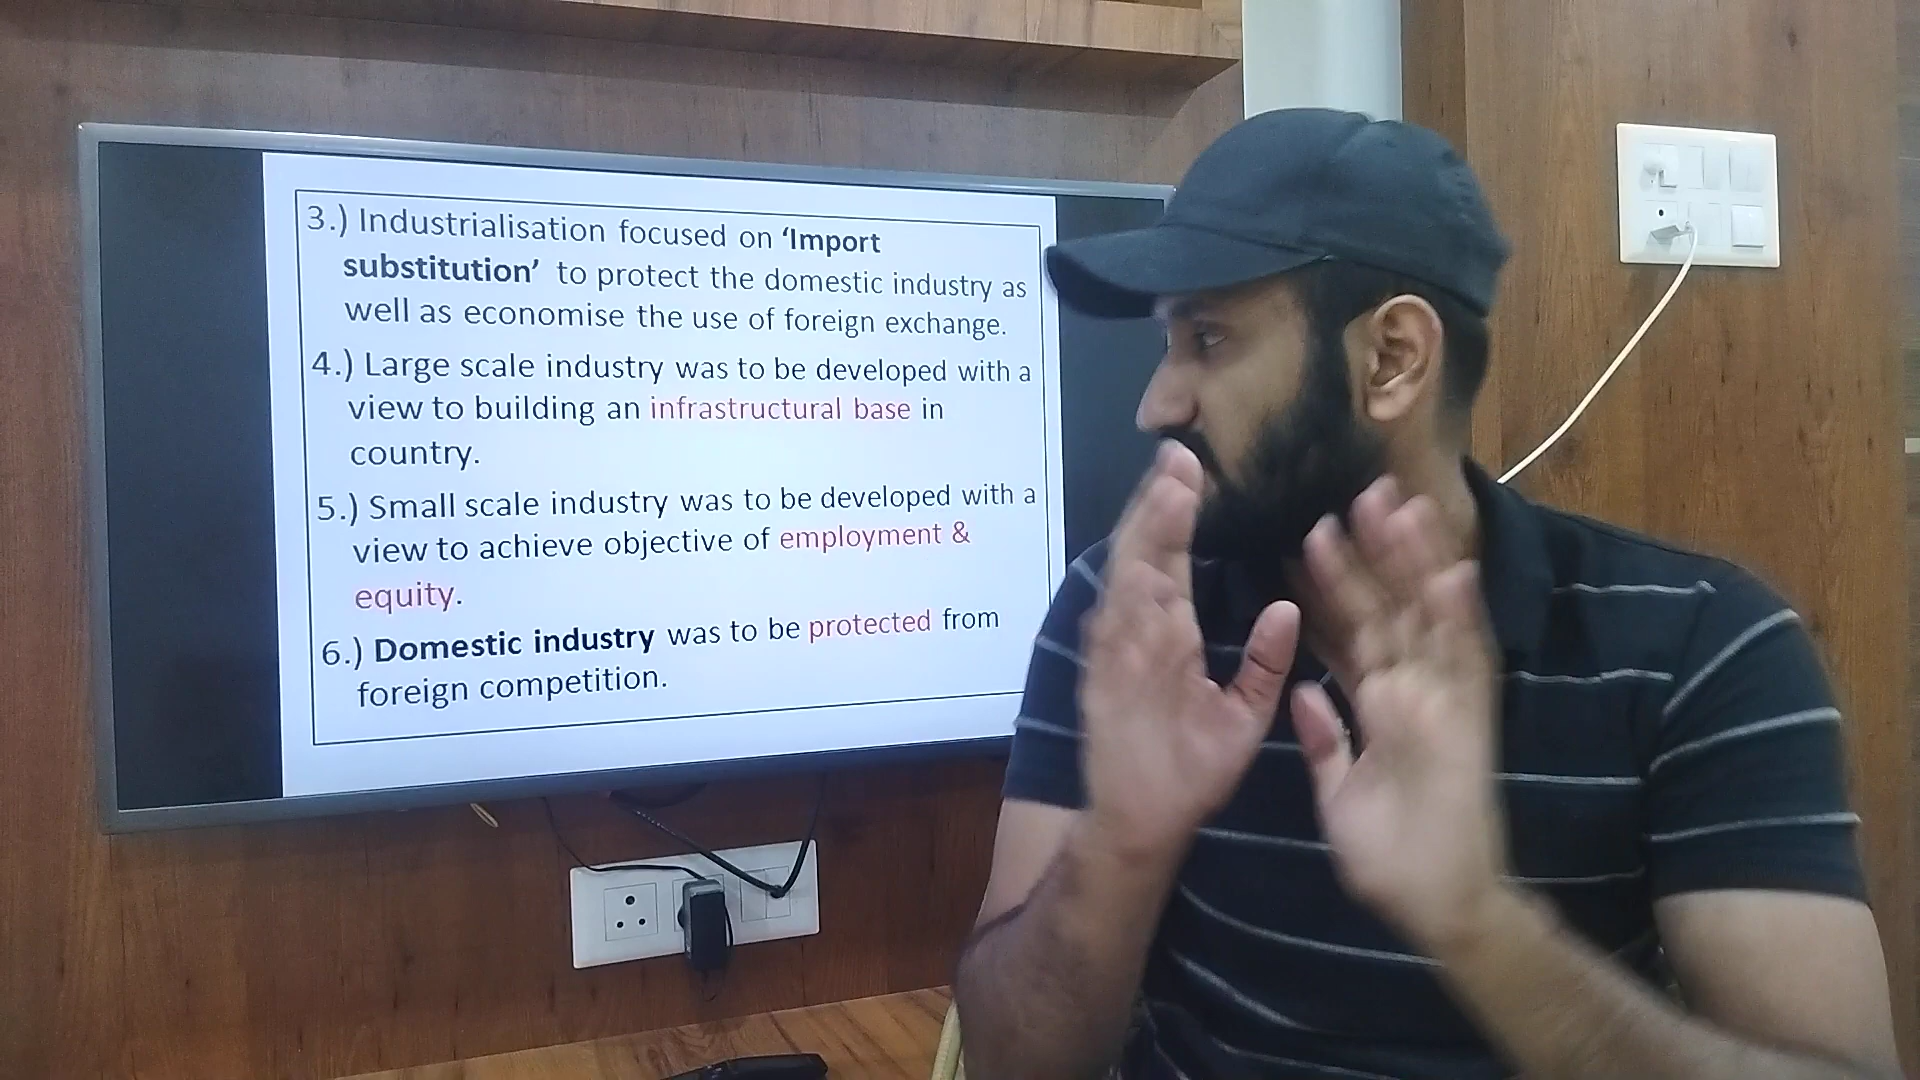 3.) Industrialisation focused on ‘Import
substitution’ to protect the domestic industry as
well as economise the use of foreign exchange.
4.) Large scale industry was to be developed with a
view to building an infrastructural base in
country.
5.) Small scale industry was to be developed with a
view to achieve objective of employment &
equity.
6.) Domestic industry was to be protected from
foreign competition.